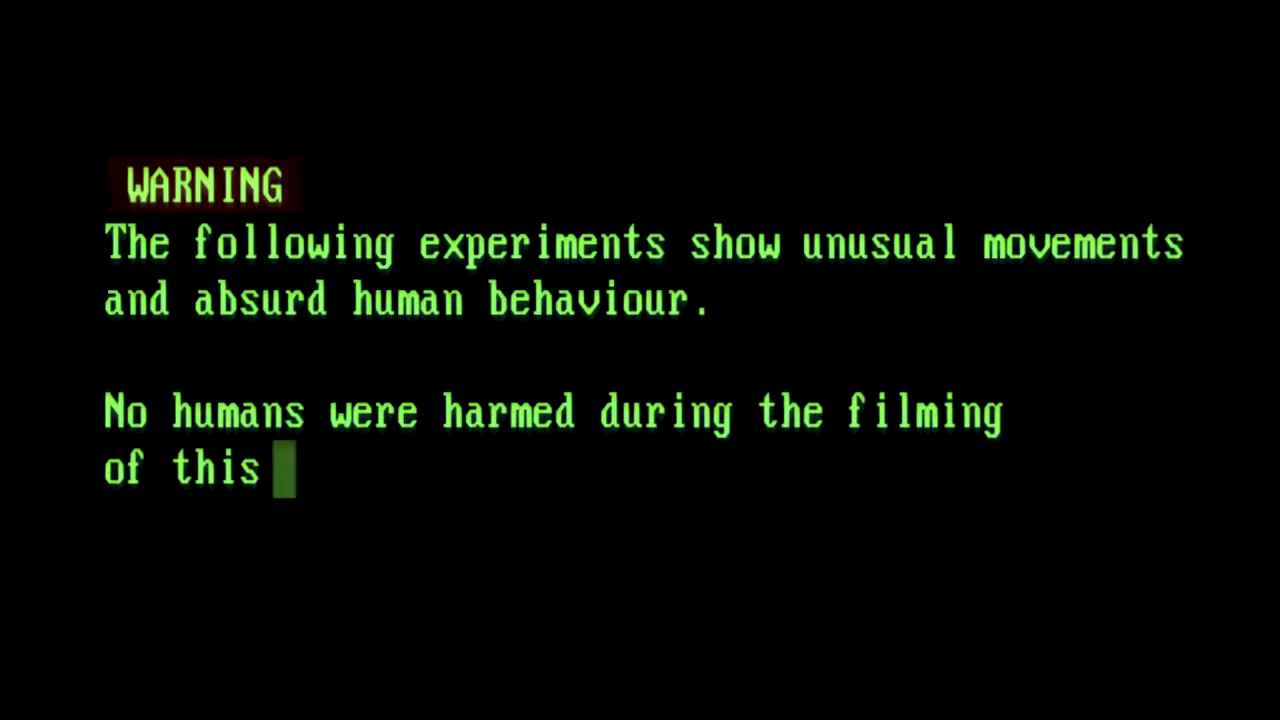 WARNING
The following experiments show unusual movements
and absurd human behaviour.
No humans were harmed during the filming
of this